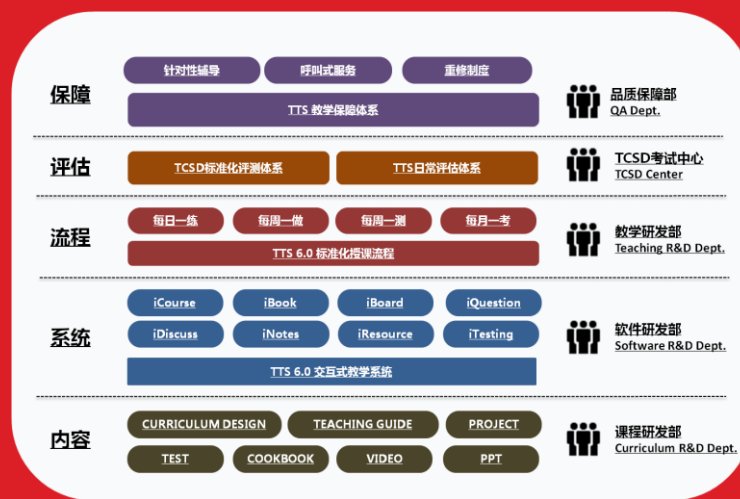 针对性辅导 呼叫式服务 重修制度
保障
TTS 教学保障体系
品质保障部
QA Dept.
评估
TCSD标准化评测体系 TTS日常评估体系
TCSD考试中心
TCSD Center
每日一练 每周一做 每周一测 每月一考
流程
TTS 6.0 标准化授课流程
教学研发部
Teaching R&D Dept.
iCourse iBook iBoard iQuestion
iDiscuss iNotes iResource iTesting
系统
TTS 6.0 交互式教学系统
软件研发部
Software R&D Dept.
CURRICULUM DESIGN TEACHING GUIDE PROJECT
内容
TEST COOKBOOK VIDEO PPT
课程研发部
Curriculum R&D Dept.